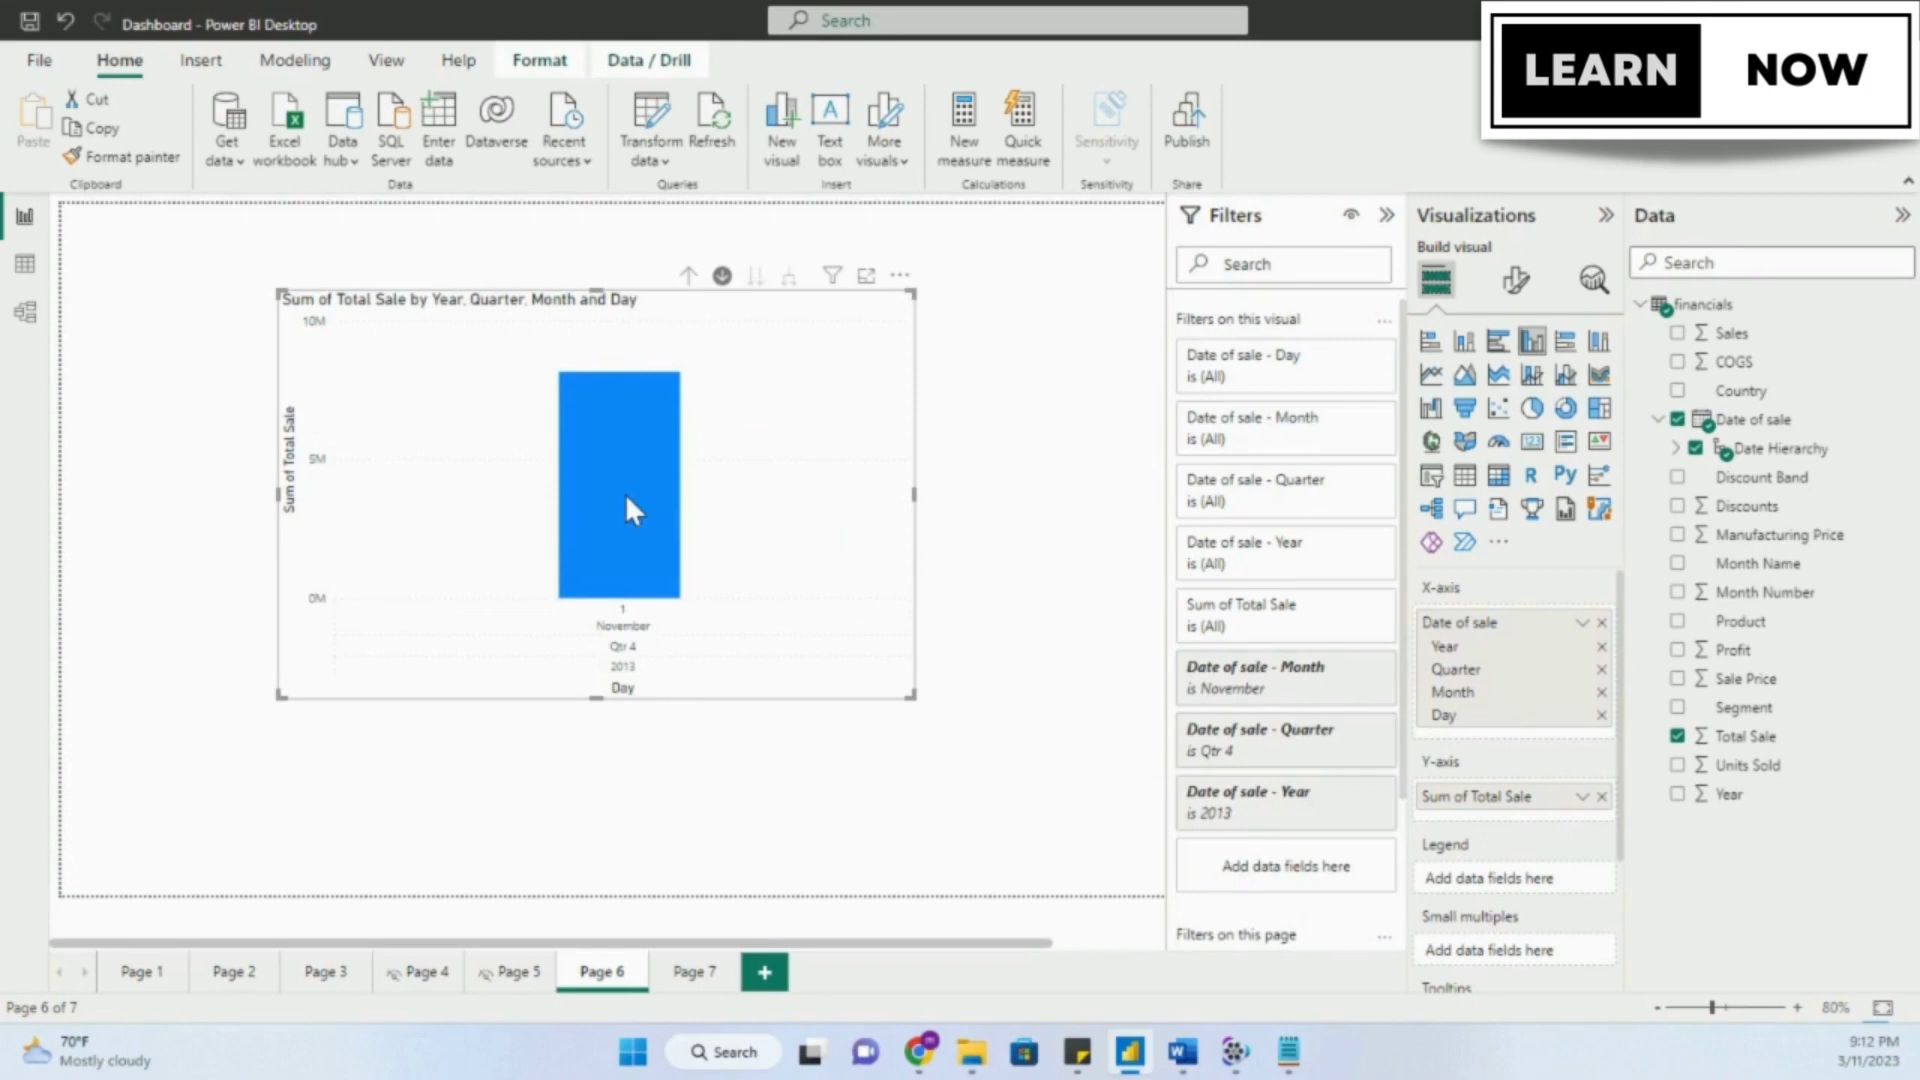 Dashboard - Power BI Desktop
Search
LEARN NOW
File Home Insert Modeling View Help Format Data / Drill
Paste
Cut
Copy
Format painter
Clipboard
Get data
Excel workbook
Data hub
SQL Server
Enter data
Dataverse
Recent sources
Data
Transform data
Refresh
Queries
New visual
Text box
More visuals
Insert
New measure
Quick measure
Calculations
Sensitivity
Sensitivity
Publish
Share
Sum of Total Sale by Year, Quarter, Month and Day
10M
5M
0M
Sum of Total Sale
1
November
Qtr 4
2013
Day
Filters
Search
Filters on this visual
Date of sale - Day
is (All)
Date of sale - Month
is (All)
Date of sale - Quarter
is (All)
Date of sale - Year
is (All)
Sum of Total Sale
is (All)
Date of sale - Month
is November
Date of sale - Quarter
is Qtr 4
Date of sale - Year
is 2013
Add data fields here
Filters on this page
Visualizations
Build visual
123
R
Py
X-axis
Date of sale
Year
Quarter
Month
Day
Y-axis
Sum of Total Sale
Legend
Add data fields here
Small multiples
Add data fields here
Tooltips
Data
Search
financials
Sales
COGS
Country
Date of sale
Date Hierarchy
Discount Band
Discounts
Manufacturing Price
Month Name
Month Number
Product
Profit
Sale Price
Segment
Total Sale
Units Sold
Year
Page 1 Page 2 Page 3 Page 4 Page 5 Page 6 Page 7
Page 6 of 7
80%
70°F
Mostly cloudy
Search
9:12 PM
3/11/2023